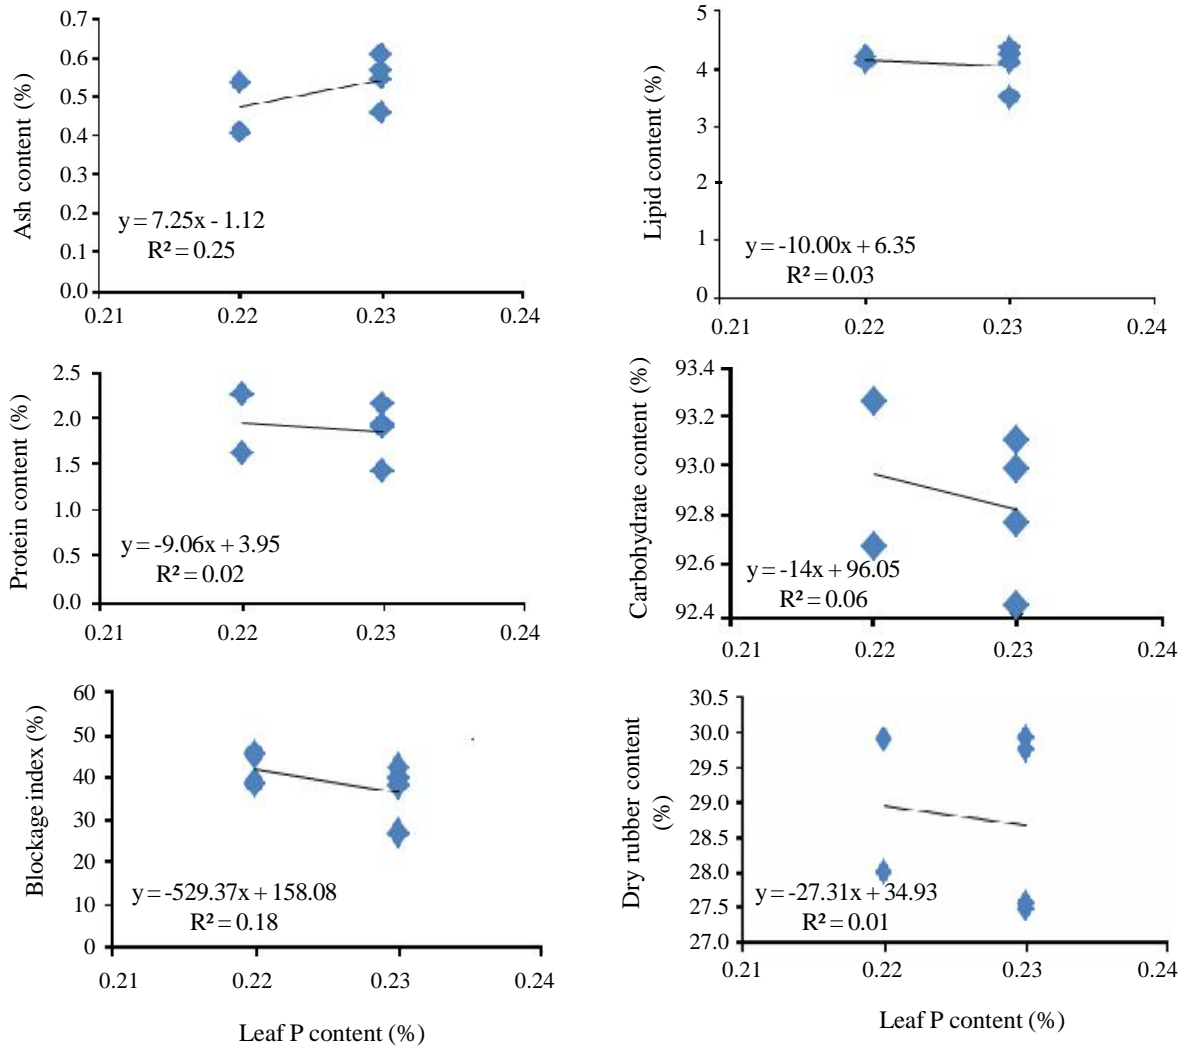 Ash content (%)
0.7
0.6
0.5
0.4
0.3
0.2
0.1
0.0
y = 7.25x - 1.12
R² = 0.25
0.21 0.22 0.23 0.24
Lipid content (%)
5
4
3
2
1
0
y = -10.00x + 6.35
R² = 0.03
0.21 0.22 0.23 0.24
Protein content (%)
2.5
2.0
1.5
1.0
0.5
0.0
y = -9.06x + 3.95
R² = 0.02
0.21 0.22 0.23 0.24
Carbohydrate content (%)
93.4
93.2
93.0
92.8
92.6
92.4
y = -14x + 96.05
R² = 0.06
0.21 0.22 0.23 0.24
Blockage index (%)
60
50
40
30
20
10
0
y = -529.37x + 158.08
R² = 0.18
0.21 0.22 0.23 0.24
Leaf P content (%)
Dry rubber content
(%)
30.5
30.0
29.5
29.0
28.5
28.0
27.5
27.0
y = -27.31x + 34.93
R² = 0.01
0.21 0.22 0.23 0.24
Leaf P content (%)